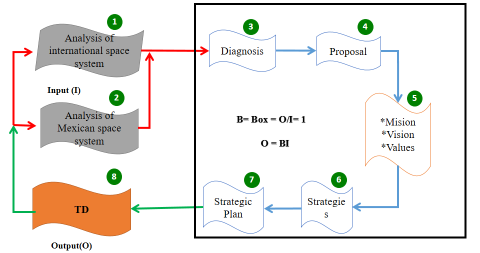 1
Analysis of
international space
system
Input (I)
2
Analysis of
Mexican space
system
3
Diagnosis
4
Proposal
5
*Mision
*Vision
*Values
B= Box = O/I= 1
O = BI
6
Strategie
s
7
Strategic
Plan
8
TD
Output(O)